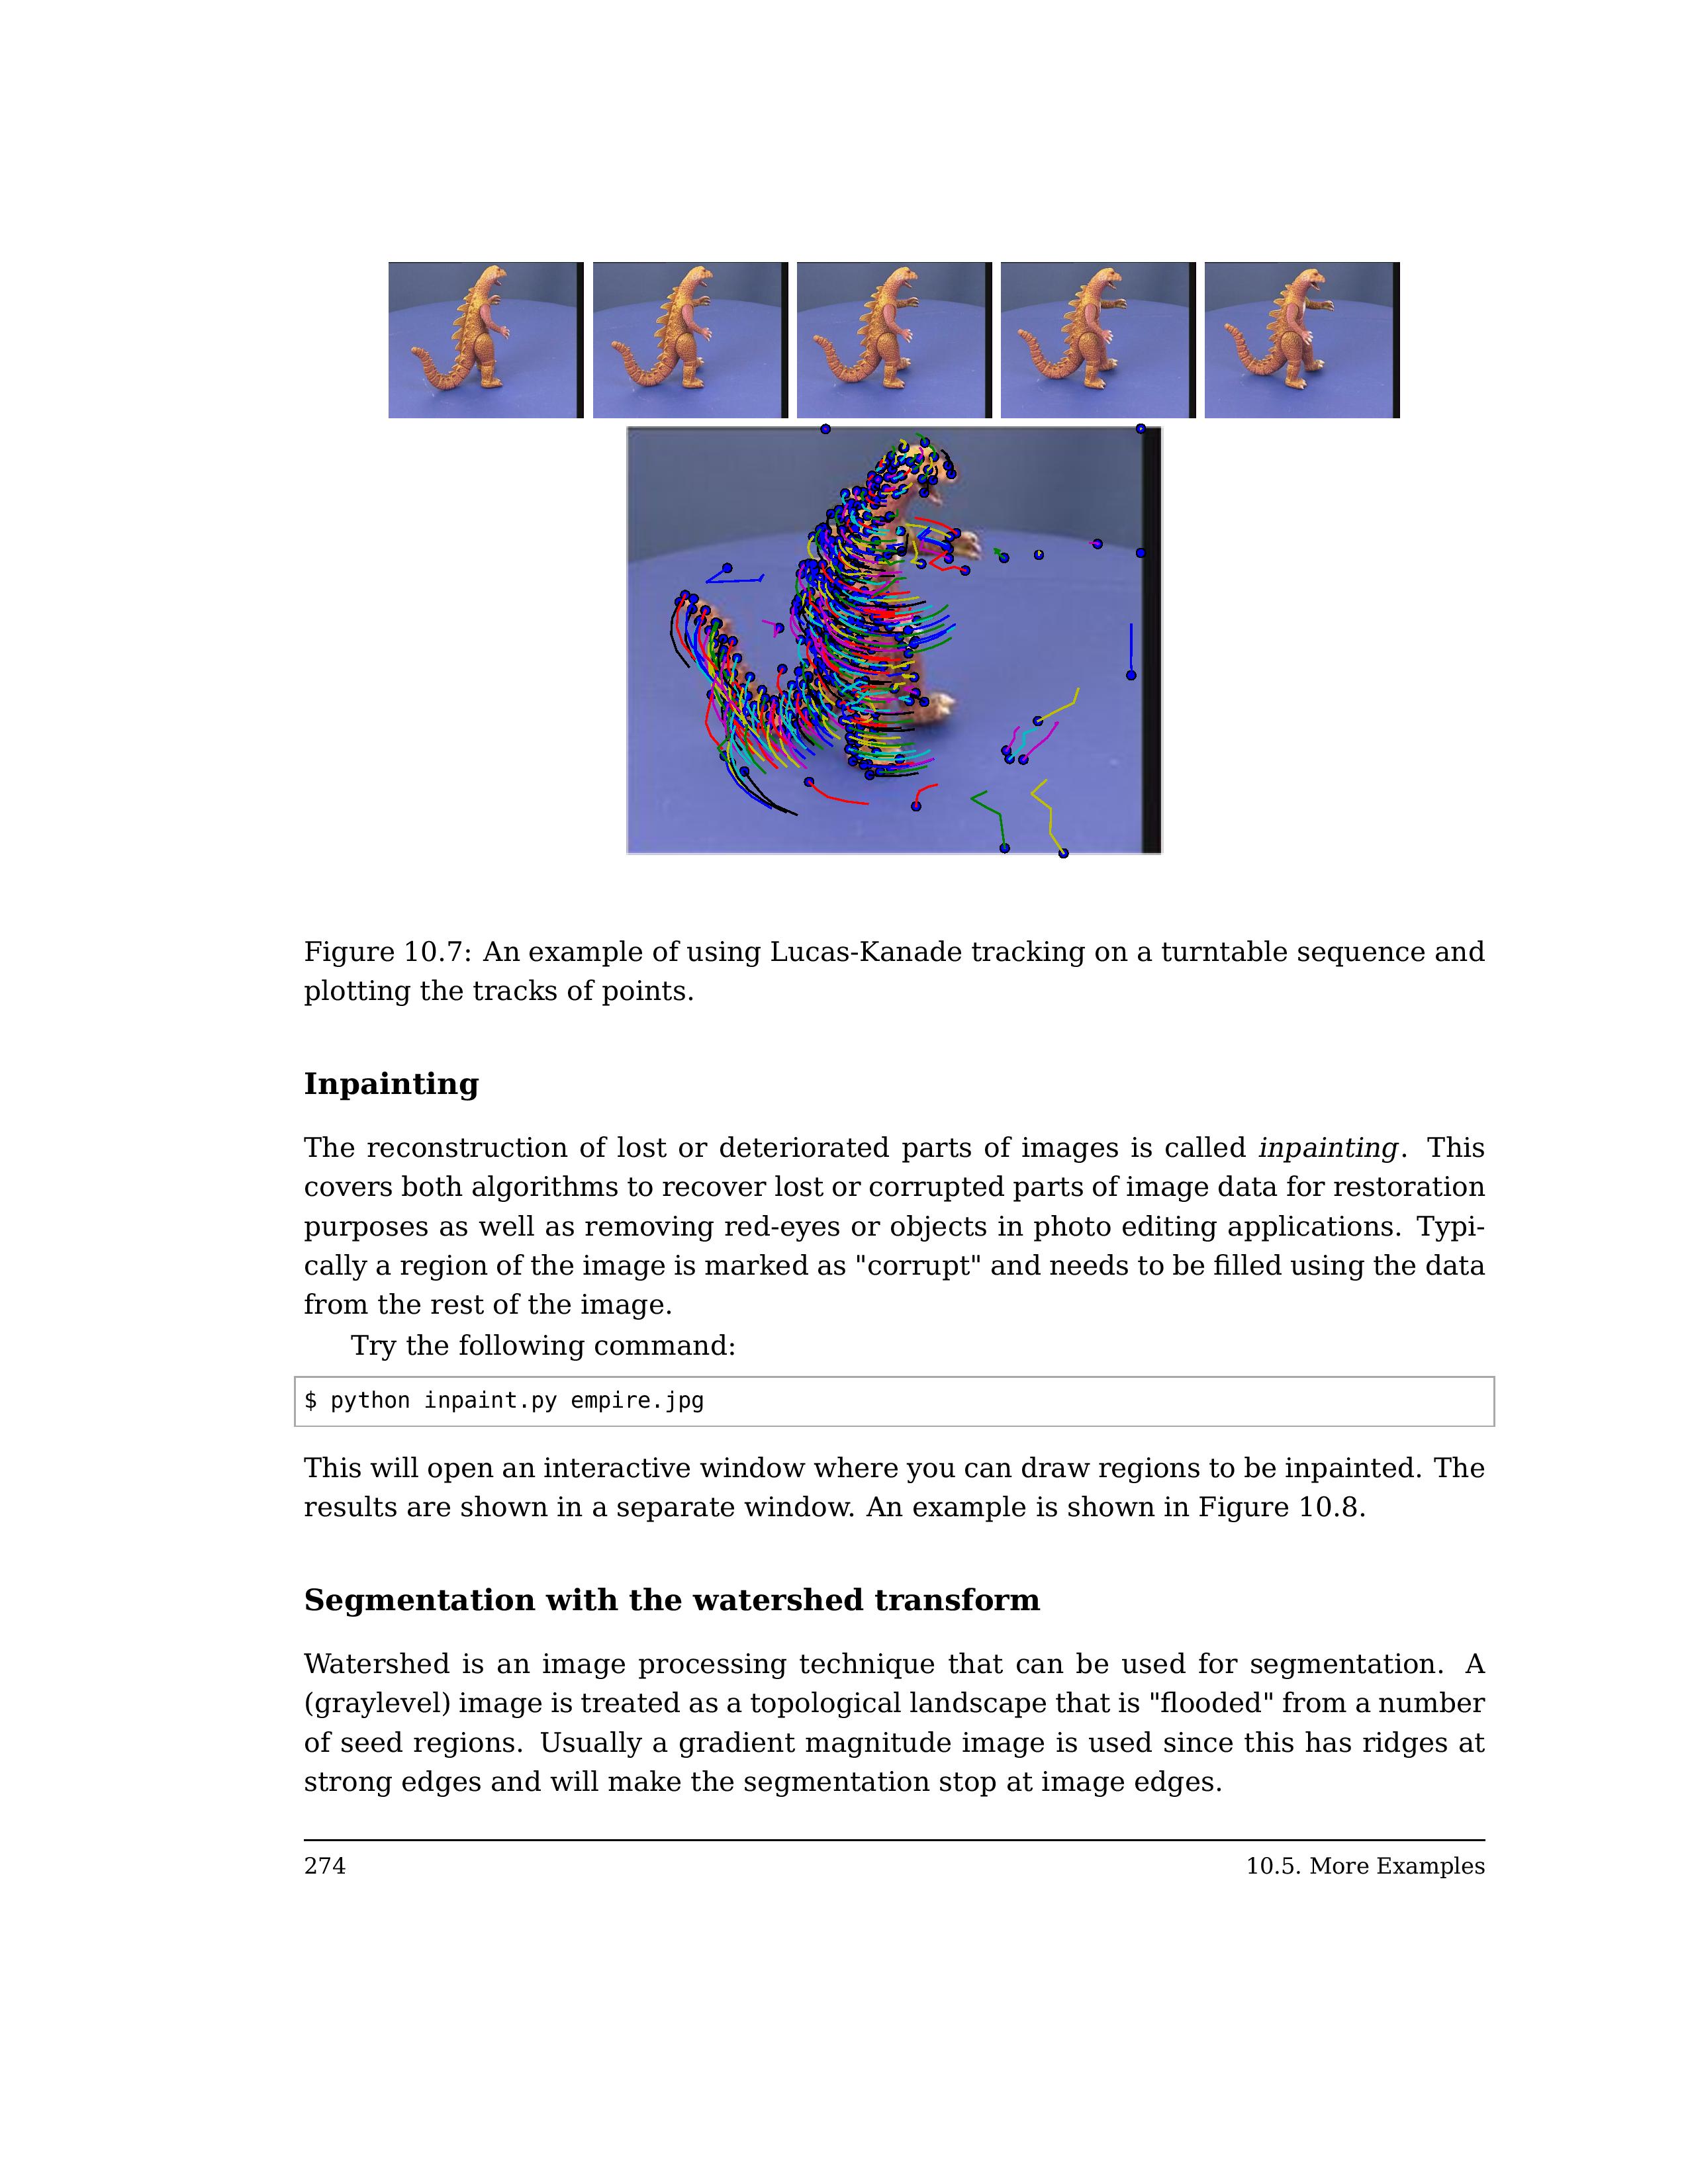 Figure 10.7: An example of using Lucas-Kanade tracking on a turntable sequence and
plotting the tracks of points.
Inpainting
The reconstruction of lost or deteriorated parts of images is called inpainting. This
covers both algorithms to recover lost or corrupted parts of image data for restoration
purposes as well as removing red-eyes or objects in photo editing applications. Typi-
cally a region of the image is marked as "corrupt" and needs to be filled using the data
from the rest of the image.
Try the following command:
$ python inpaint.py empire.jpg
This will open an interactive window where you can draw regions to be inpainted. The
results are shown in a separate window. An example is shown in Figure 10.8.
Segmentation with the watershed transform
Watershed is an image processing technique that can be used for segmentation. A
(graylevel) image is treated as a topological landscape that is "flooded" from a number
of seed regions. Usually a gradient magnitude image is used since this has ridges at
strong edges and will make the segmentation stop at image edges.
274 10.5. More Examples